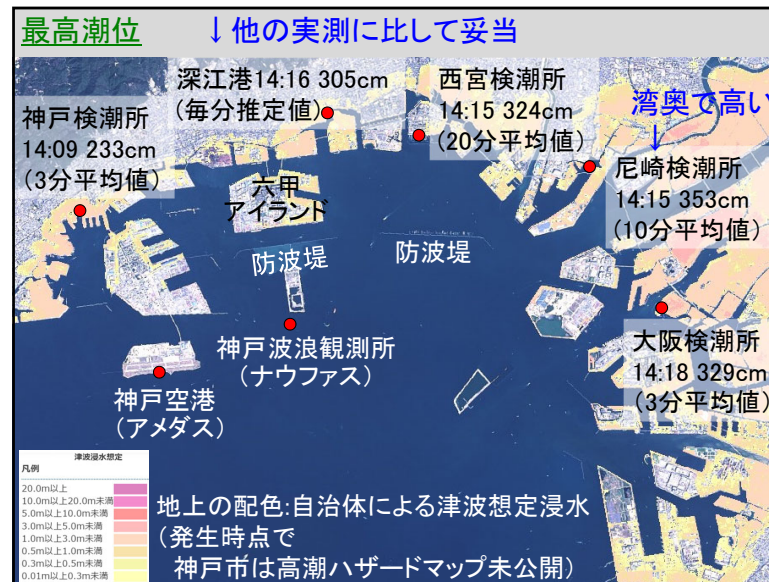 最高潮位
↓他の実測に比して妥当
深江港14:16 305cm
(毎分推定値)
西宮検潮所
14:15 324cm
(20分平均値)
湾奥で高い
↓
神戸検潮所
14:09 233cm
(3分平均値)
尼崎検潮所
14:15 353cm
(10分平均値)
六甲
アイランド
防波堤
防波堤
神戸波浪観測所
(ナウファス)
大阪検潮所
14:18 329cm
(3分平均値)
神戸空港
(アメダス)
津波浸水想定
凡例
20.0m以上
10.0m以上20.0m未満
5.0m以上10.0m未満
3.0m以上5.0m未満
1.0m以上3.0m未満
0.5m以上1.0m未満
0.3m以上0.5m未満
0.01m以上0.3m未満
地上の配色:自治体による津波想定浸水
(発生時点で
神戸市は高潮ハザードマップ未公開)